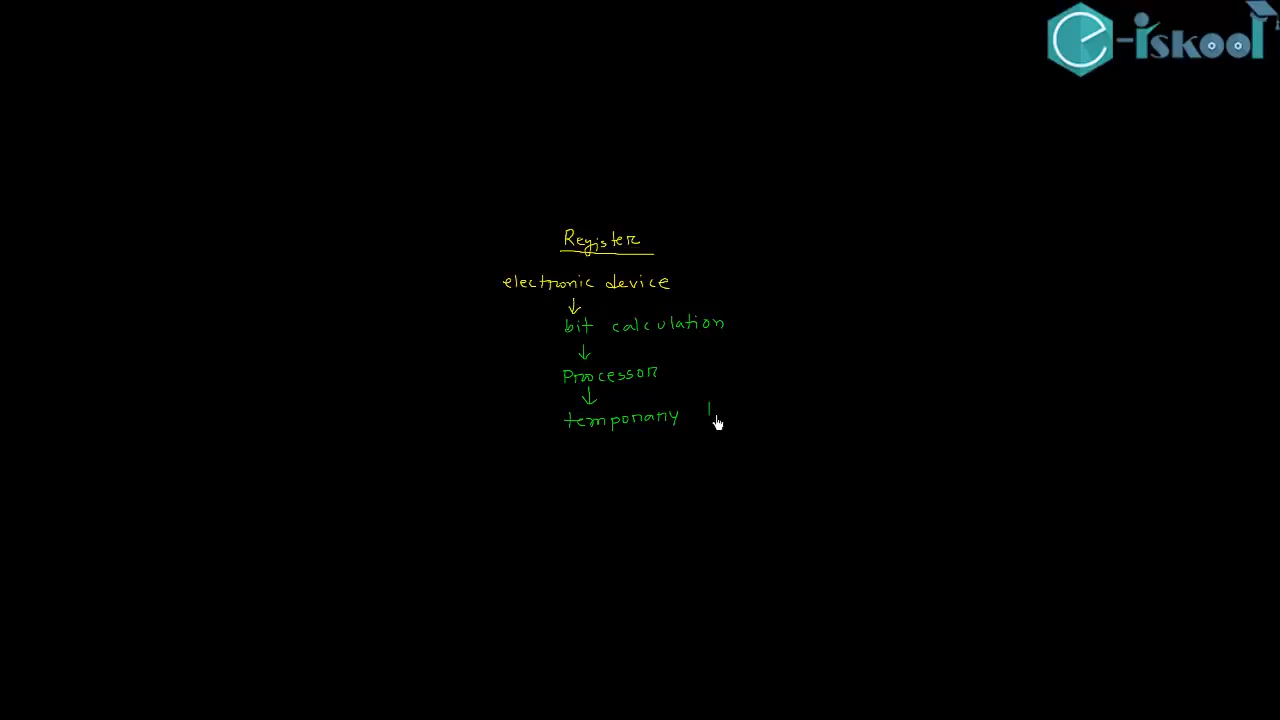 e-iskool
Register
electronic device
↓
bit calculation
↓
Processor
↓
temporary